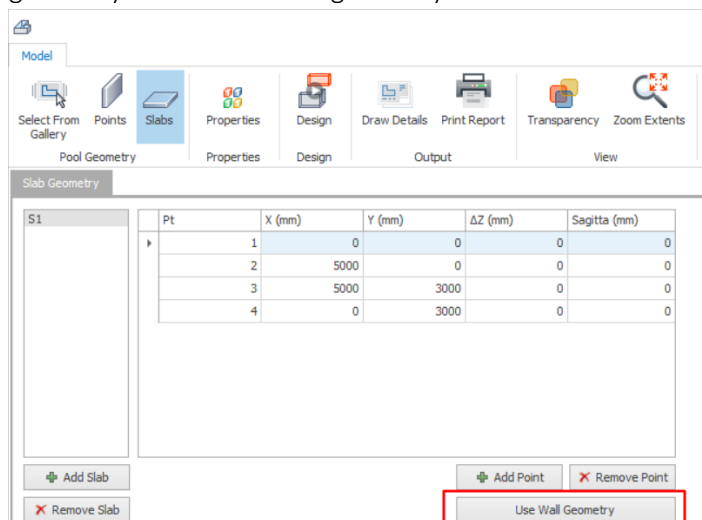 Model
Select From Gallery
Points
Slabs
Properties
Design
Draw Details
Print Report
Transparency
Zoom Extents
Pool Geometry
Properties
Design
Output
View
Slab Geometry
S1
Pt X (mm) Y (mm) ΔZ (mm) Sagitta (mm)
1 0 0 0 0
2 5000 0 0 0
3 5000 3000 0 0
4 0 3000 0 0
Add Slab
Add Point
Remove Point
Remove Slab
Use Wall Geometry